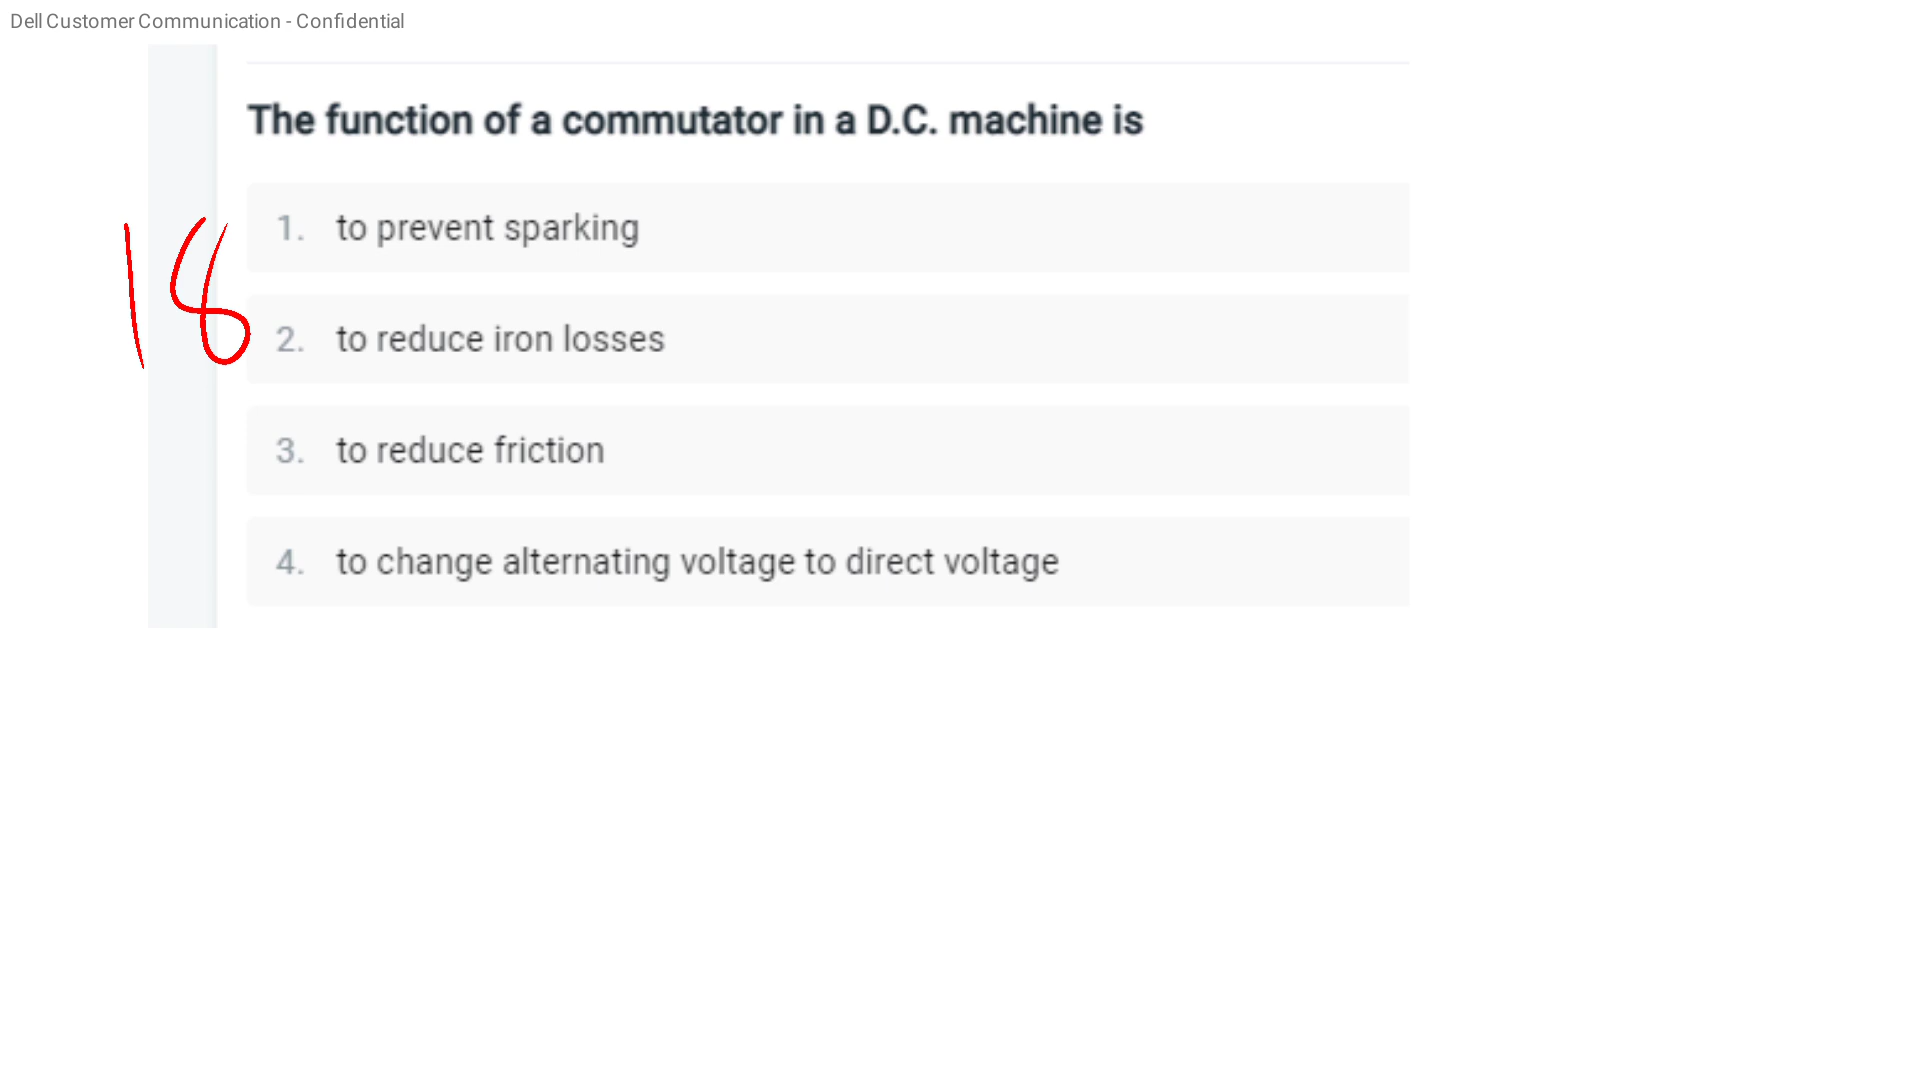 Dell Customer Communication - Confidential
The function of a commutator in a D.C. machine is
18
1. to prevent sparking
2. to reduce iron losses
3. to reduce friction
4. to change alternating voltage to direct voltage